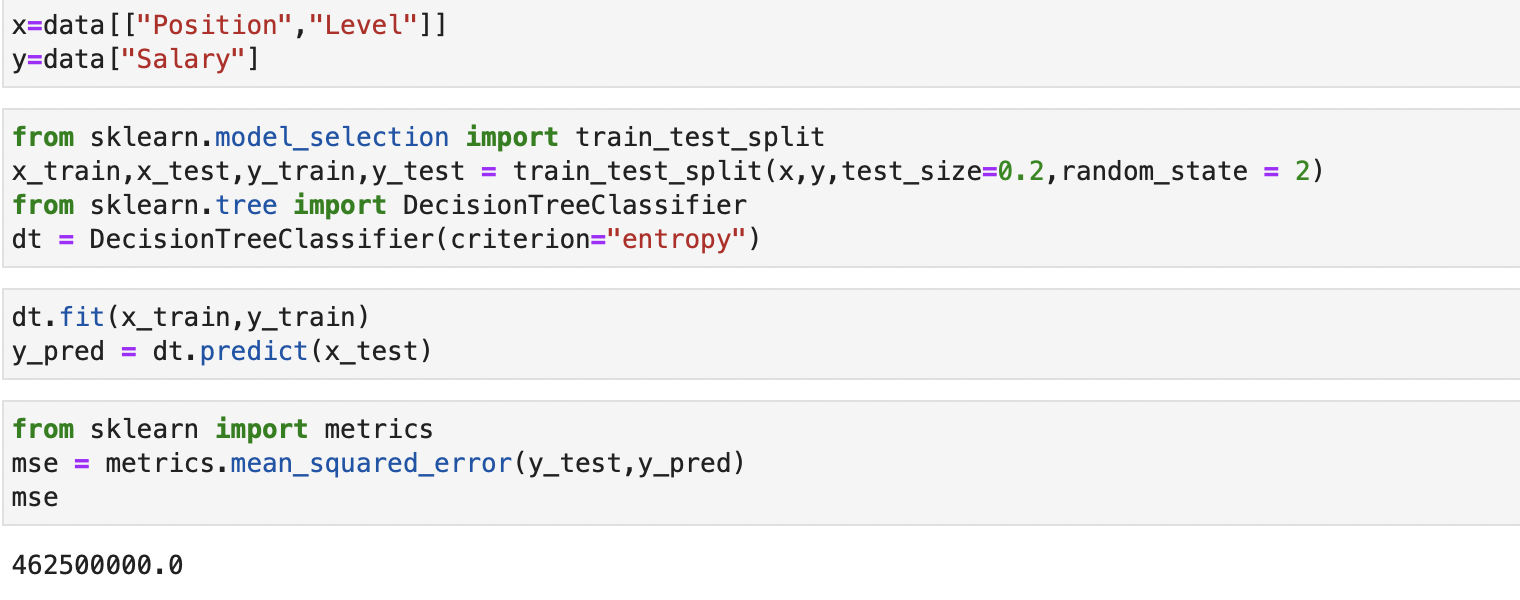 x=data[["Position","Level"]]
y=data["Salary"]
from sklearn.model_selection import train_test_split
x_train,x_test,y_train,y_test = train_test_split(x,y,test_size=0.2,random_state = 2)
from sklearn.tree import DecisionTreeClassifier
dt = DecisionTreeClassifier(criterion="entropy")
dt.fit(x_train,y_train)
y_pred = dt.predict(x_test)
from sklearn import metrics
mse = metrics.mean_squared_error(y_test,y_pred)
mse
462500000.0